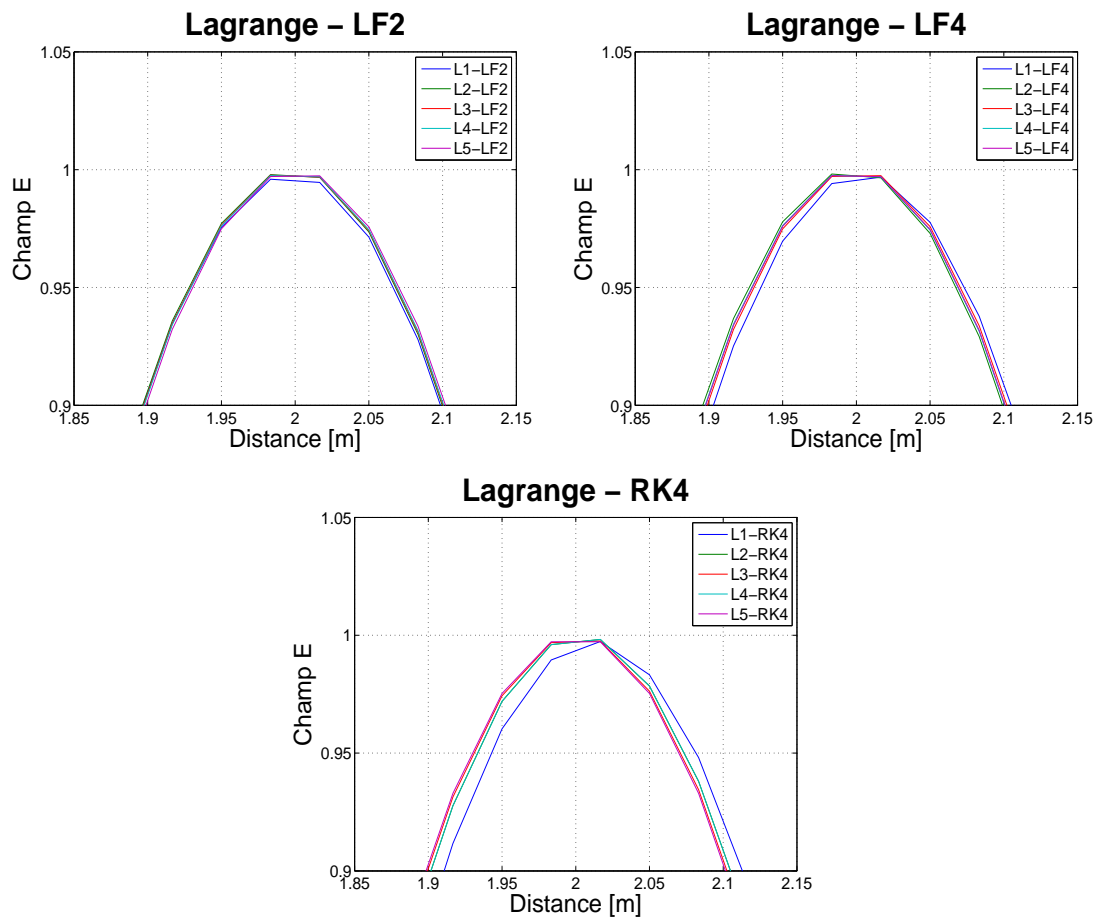 Lagrange − LF2
1.05
1
0.95
0.9
Champ E
L1−LF2
L2−LF2
L3−LF2
L4−LF2
L5−LF2
1.85 1.9 1.95 2 2.05 2.1 2.15
Distance [m]
Lagrange − LF4
1.05
1
0.95
0.9
Champ E
L1−LF4
L2−LF4
L3−LF4
L4−LF4
L5−LF4
1.85 1.9 1.95 2 2.05 2.1 2.15
Distance [m]
Lagrange − RK4
1.05
1
0.95
0.9
Champ E
L1−RK4
L2−RK4
L3−RK4
L4−RK4
L5−RK4
1.85 1.9 1.95 2 2.05 2.1 2.15
Distance [m]